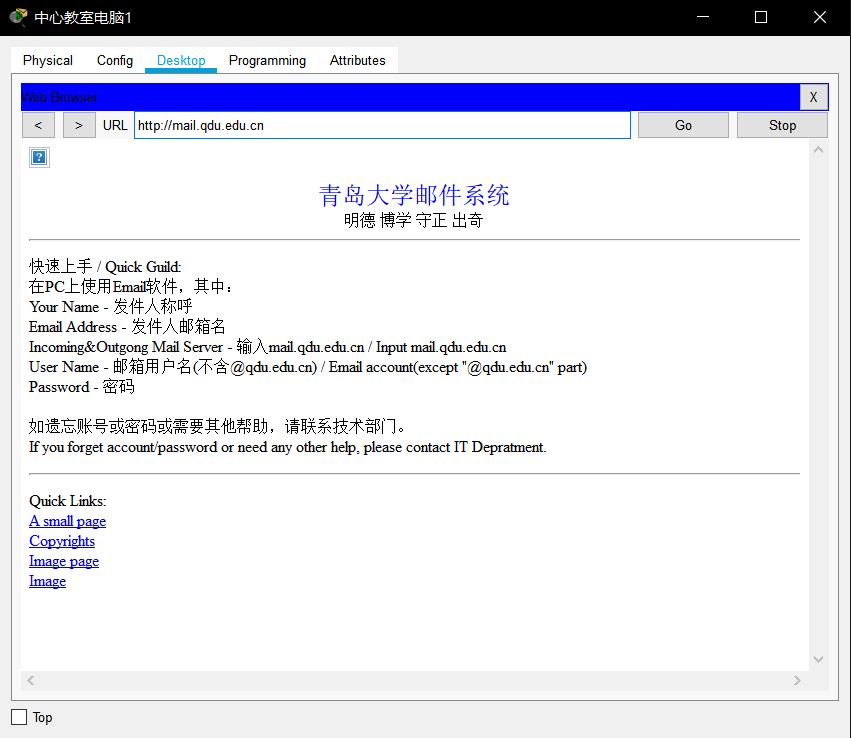 中心教室电脑1
Physical Config Desktop Programming Attributes
Web Browser X
< > URL http://mail.qdu.edu.cn Go Stop
?
青岛大学邮件系统
明德 博学 守正 出奇
快速上手 / Quick Guild:
在PC上使用Email软件，其中：
Your Name - 发件人称呼
Email Address - 发件人邮箱名
Incoming&Outgong Mail Server - 输入mail.qdu.edu.cn / Input mail.qdu.edu.cn
User Name - 邮箱用户名(不含@qdu.edu.cn) / Email account(except "@qdu.edu.cn" part)
Password - 密码
如遗忘账号或密码或需要其他帮助，请联系技术部门。
If you forget account/password or need any other help, please contact IT Depratment.
Quick Links:
A small page
Copyrights
Image page
Image
Top